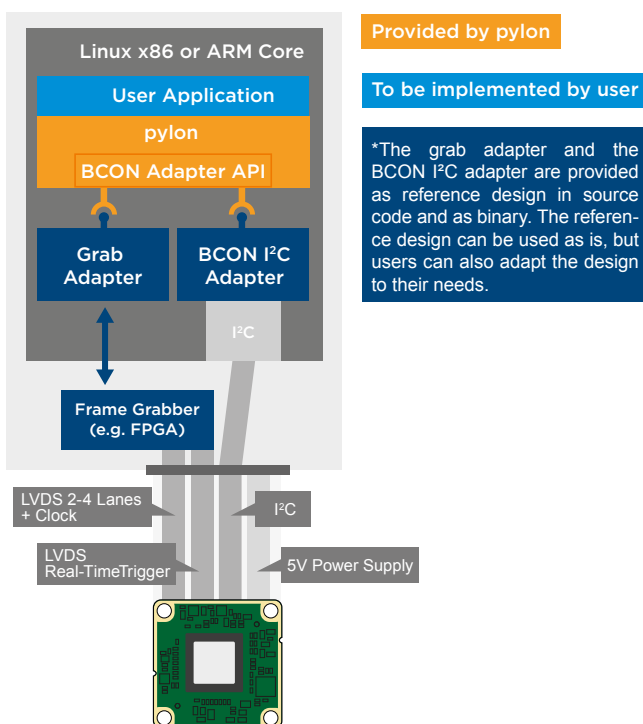 Linux x86 or ARM Core
User Application
pylon
BCON Adapter API
Grab
Adapter
BCON I²C
Adapter
I²C
Frame Grabber
(e.g. FPGA)
LVDS 2-4 Lanes
+ Clock
I²C
LVDS
Real-TimeTrigger
5V Power Supply
Provided by pylon
To be implemented by user
*The grab adapter and the
BCON I²C adapter are provided
as reference design in source
code and as binary. The referen-
ce design can be used as is, but
users can also adapt the design
to their needs.